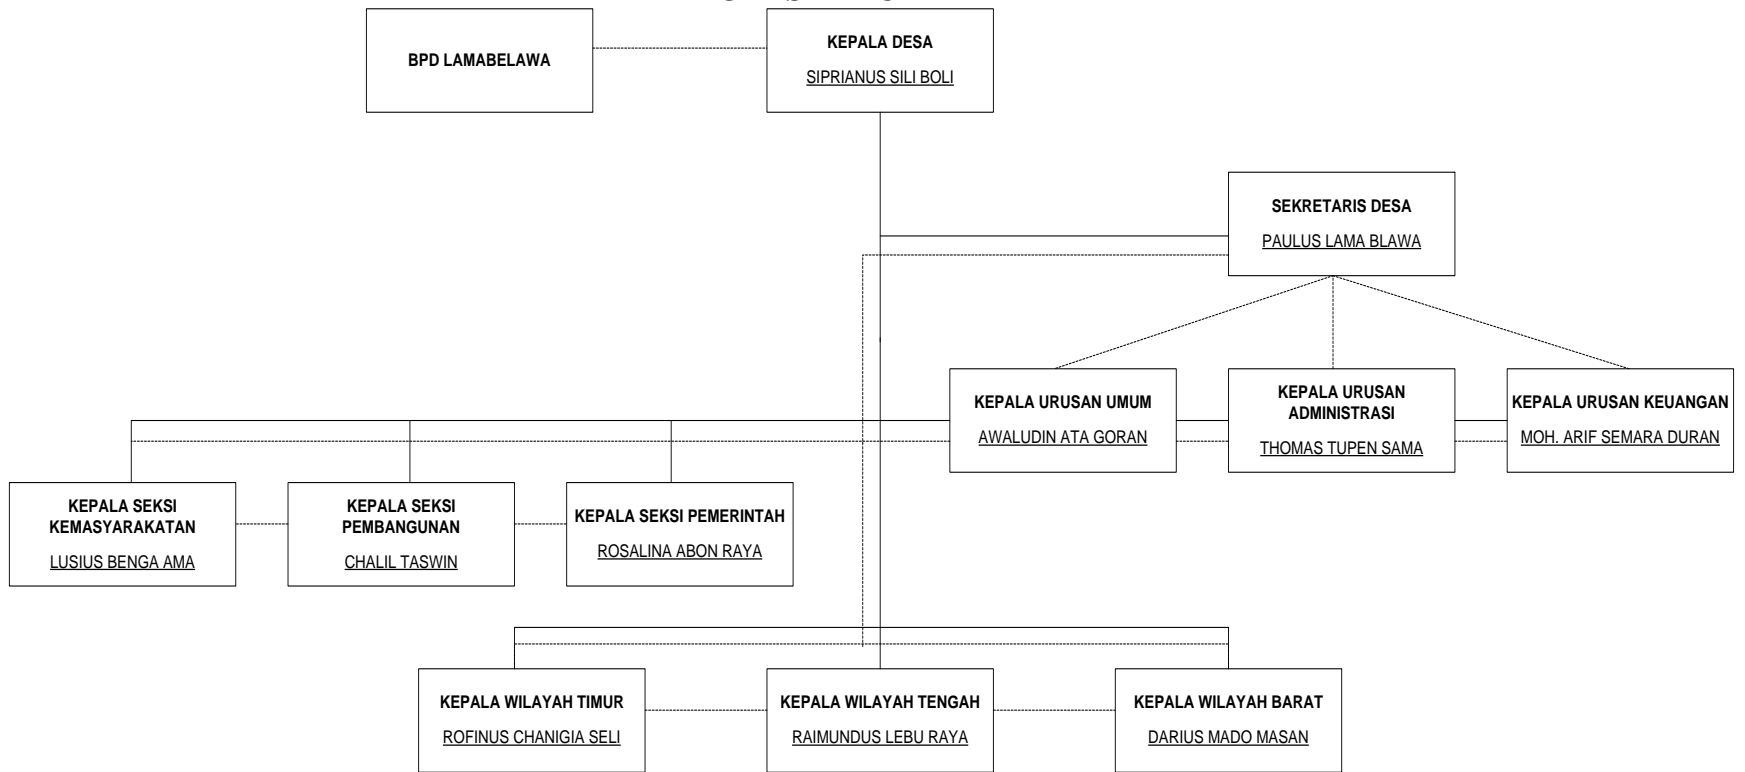 BPD LAMABELAWA
KEPALA DESA
SIPRIANUS SILI BOLI
SEKRETARIS DESA
PAULUS LAMA BLAWA
KEPALA URUSAN UMUM
AWALUDIN ATA GORAN
KEPALA URUSAN
ADMINISTRASI
THOMAS TUPEN SAMA
KEPALA URUSAN KEUANGAN
MOH. ARIF SEMARA DURAN
KEPALA SEKSI
KEMASYARAKATAN
LUSIUS BENGA AMA
KEPALA SEKSI
PEMBANGUNAN
CHALIL TASWIN
KEPALA SEKSI PEMERINTAH
ROSALINA ABON RAYA
KEPALA WILAYAH TIMUR
ROFINUS CHANIGIA SELI
KEPALA WILAYAH TENGAH
RAIMUNDUS LEBU RAYA
KEPALA WILAYAH BARAT
DARIUS MADO MASAN